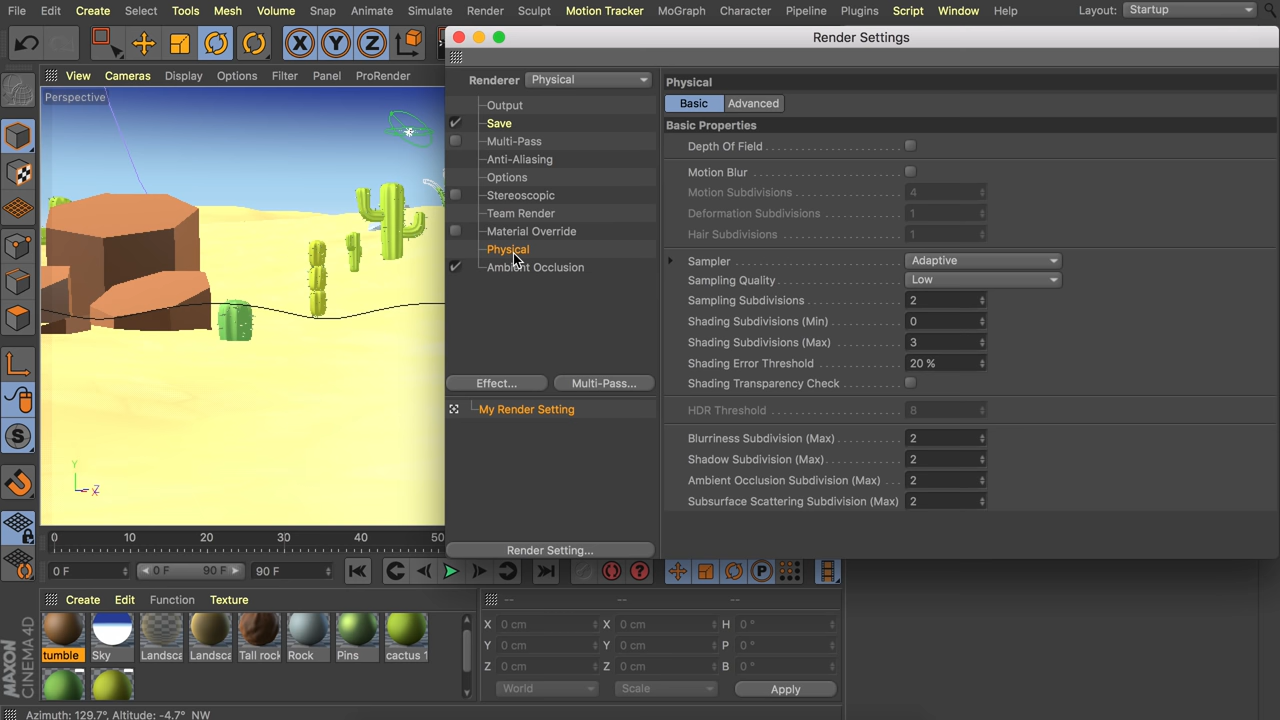 File Edit Create Select Tools Mesh Volume Snap Animate Simulate Render Sculpt Motion Tracker MoGraph Character Pipeline Plugins Script Window Help Layout: Startup
Render Settings
View Cameras Display Options Filter Panel ProRender
Perspective
Renderer Physical
Output
Save
Multi-Pass
Anti-Aliasing
Options
Stereoscopic
Team Render
Material Override
Physical
Ambient Occlusion
Effect... Multi-Pass...
My Render Setting
Render Setting...
Physical
Basic Advanced
Basic Properties
Depth Of Field
Motion Blur
Motion Subdivisions 4
Deformation Subdivisions 1
Hair Subdivisions 1
Sampler Adaptive
Sampling Quality Low
Sampling Subdivisions 2
Shading Subdivisions (Min) 0
Shading Subdivisions (Max) 3
Shading Error Threshold 20 %
Shading Transparency Check
HDR Threshold 8
Blurriness Subdivision (Max) 2
Shadow Subdivision (Max) 2
Ambient Occlusion Subdivision (Max) 2
Subsurface Scattering Subdivision (Max) 2
Y
X Z
0 10 20 30 40 50
0 F 0 F 90 F 90 F
Create Edit Function Texture
tumble Sky Landsca Landsca Tall rock Rock Pins cactus 1
-- -- --
X 0 cm X 0 cm H 0 °
Y 0 cm Y 0 cm P 0 °
Z 0 cm Z 0 cm B 0 °
World Scale Apply
MAXON
CINEMA4D
Azimuth: 129.7°, Altitude: -4.7° NW